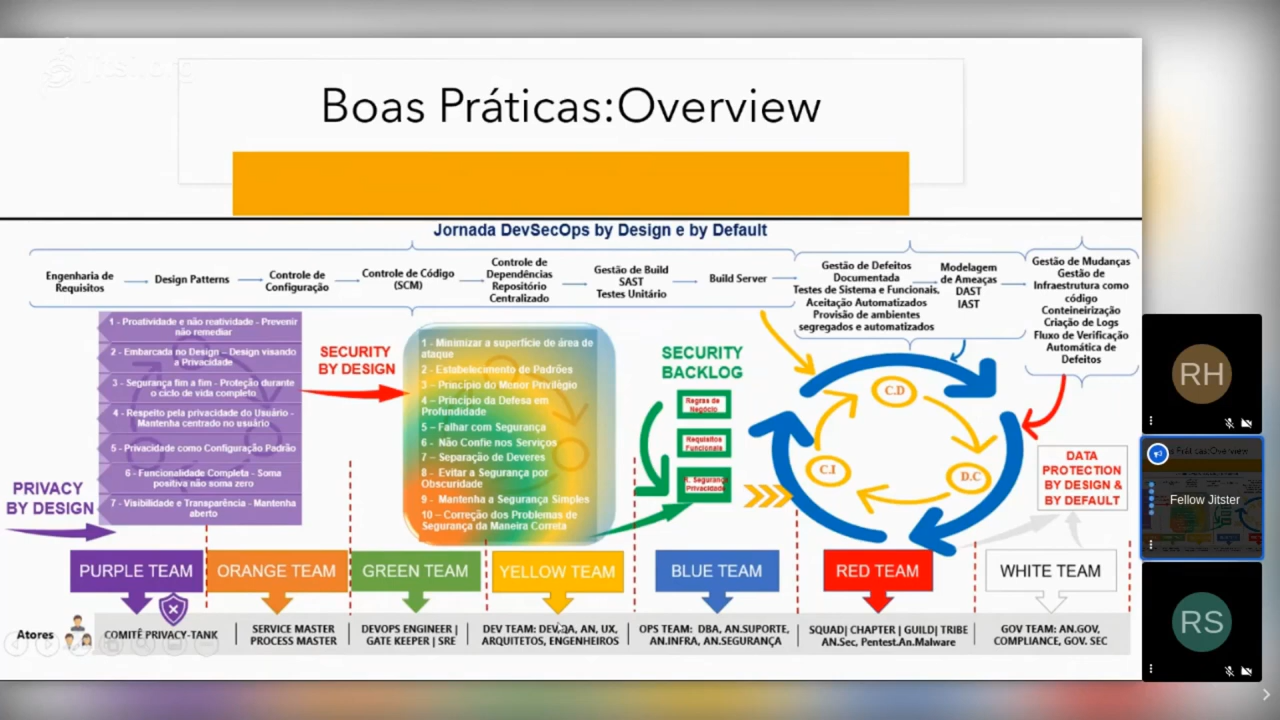 jitsi.org
Boas Práticas:Overview
Jornada DevSecOps by Design e by Default
Engenharia de
Requisitos
Design Patterns
Controle de
Configuração
Controle de Código
(SCM)
Controle de
Dependências
Repositório
Centralizado
Gestão de Build
SAST
Testes Unitário
Build Server
Gestão de Defeitos
Documentada
Testes de Sistema e Funcionais,
Aceitação Automatizados
Provisão de ambientes
segregados e automatizados
Modelagem
de Ameaças
DAST
IAST
Gestão de Mudanças
Gestão de
Infraestrutura como
código
Conteineirização
Criação de Logs
Fluxo de Verificação
Automática de
Defeitos
PRIVACY
BY DESIGN
1 - Proatividade e não reatividade - Prevenir
não remediar
2 - Embarcada no Design – Design visando
a Privacidade
3 - Segurança fim a fim - Proteção durante
o ciclo de vida completo
4 - Respeito pela privacidade do Usuário -
Mantenha centrado no usuário
5 - Privacidade como Configuração Padrão
6 - Funcionalidade Completa - Soma
positiva não soma zero
7 - Visibilidade e Transparência - Mantenha
aberto
SECURITY
BY DESIGN
1 - Minimizar a superfície de área de
ataque
2 - Estabelecimento de Padrões
3 – Princípio do Menor Privilégio
4 – Princípio da Defesa em
Profundidade
5 – Falhar com Segurança
6 – Não Confie nos Serviços
7 – Separação de Deveres
8 – Evitar a Segurança por
Obscuridade
9 – Mantenha a Segurança Simples
10 – Correção dos Problemas de
Segurança da Maneira Correta
SECURITY
BACKLOG
Regras de
Negócio
Requisitos
Funcionais
Segurança
Privacidade
C.D
C.I
D.C
DATA
PROTECTION
BY DESIGN &
BY DEFAULT
PURPLE TEAM
ORANGE TEAM
GREEN TEAM
YELLOW TEAM
BLUE TEAM
RED TEAM
WHITE TEAM
Atores
COMITÊ PRIVACY-TANK
SERVICE MASTER
PROCESS MASTER
DEVOPS ENGINEER |
GATE KEEPER | SRE
DEV TEAM: DEV,QA, AN, UX,
ARQUITETOS, ENGENHEIROS
OPS TEAM: DBA, AN.SUPORTE,
AN.INFRA, AN.SEGURANÇA
SQUAD| CHAPTER | GUILD| TRIBE
AN.Sec, Pentest.An.Malware
GOV TEAM: AN.GOV,
COMPLIANCE, GOV. SEC
RH
Fellow Jitster
RS